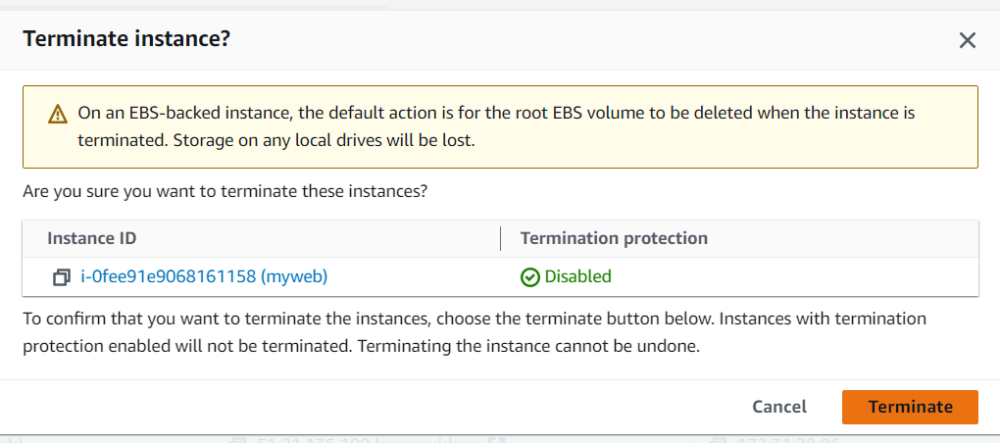 Terminate instance?
On an EBS-backed instance, the default action is for the root EBS volume to be deleted when the instance is
terminated. Storage on any local drives will be lost.
Are you sure you want to terminate these instances?
Instance ID
Termination protection
i-0fee91e9068161158 (myweb)
Disabled
To confirm that you want to terminate the instances, choose the terminate button below. Instances with termination
protection enabled will not be terminated. Terminating the instance cannot be undone.
Cancel
Terminate